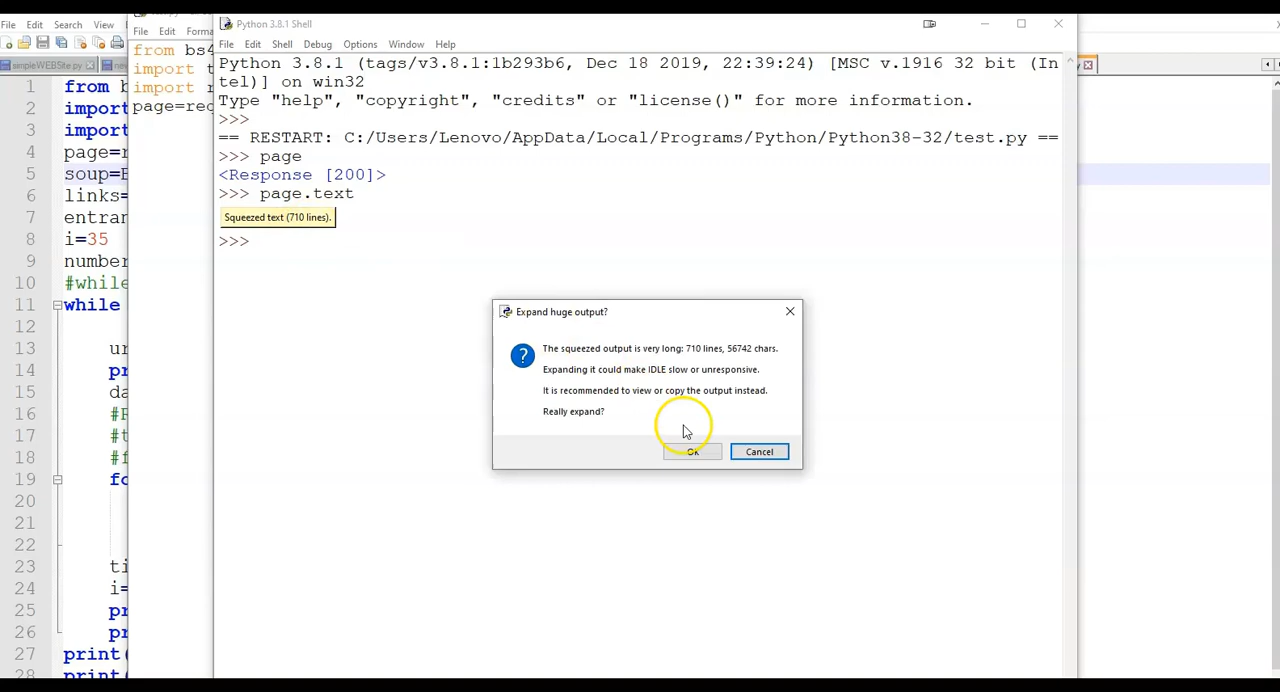 File Edit Search View
File Edit Forma
Python 3.8.1 Shell
File Edit Shell Debug Options Window Help
simpleWEBSite.py
from bs4
import t
import r
page=req
Python 3.8.1 (tags/v3.8.1:1b293b6, Dec 18 2019, 22:39:24) [MSC v.1916 32 bit (In
tel)] on win32
Type "help", "copyright", "credits" or "license()" for more information.
>>>
== RESTART: C:/Users/Lenovo/AppData/Local/Programs/Python/Python38-32/test.py ==
>>> page
<Response [200]>
>>> page.text
Squeezed text (710 lines).
>>>
Expand huge output?
The squeezed output is very long: 710 lines, 56742 chars.
Expanding it could make IDLE slow or unresponsive.
It is recommended to view or copy the output instead.
Really expand?
OK Cancel
1 from b
2 import
3 import
4 page=r
5 soup=B
6 links=
7 entran
8 i=35
9 number
10 #while
11 while
12
13 ur
14 pr
15 da
16 #F
17 #t
18 #f
19 fo
20
21
22
23 ti
24 i=
25 pr
26 pr
27 print(
28 print(